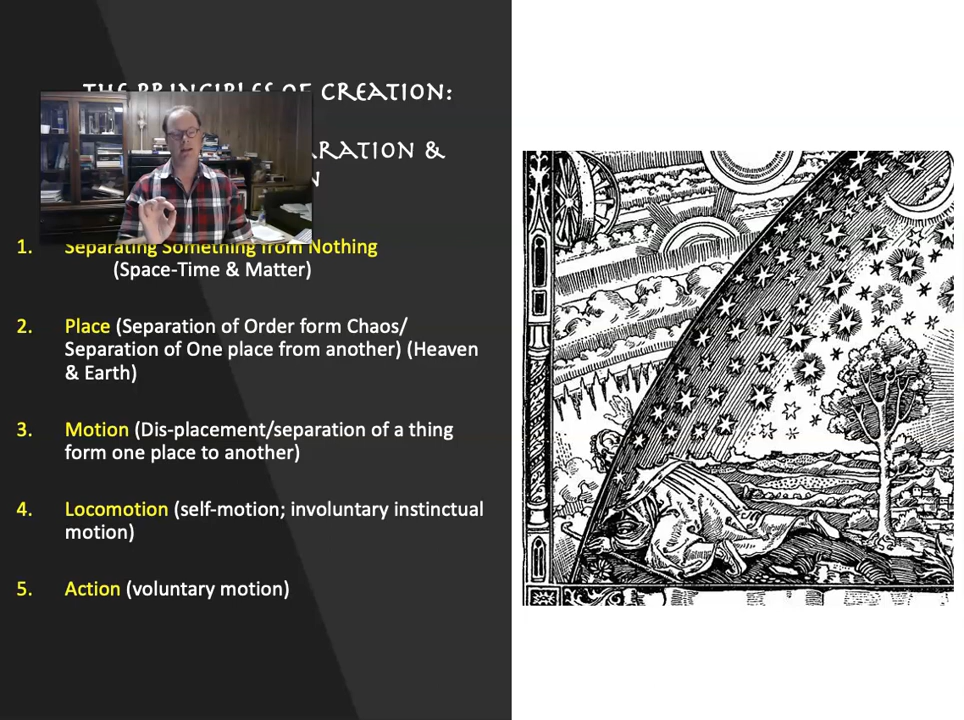 THE PRINCIPLES OF CREATION:
ARATION &
N
1. Separating Something from Nothing
(Space-Time & Matter)
2. Place (Separation of Order form Chaos/
Separation of One place from another) (Heaven
& Earth)
3. Motion (Dis-placement/separation of a thing
form one place to another)
4. Locomotion (self-motion; involuntary instinctual
motion)
5. Action (voluntary motion)